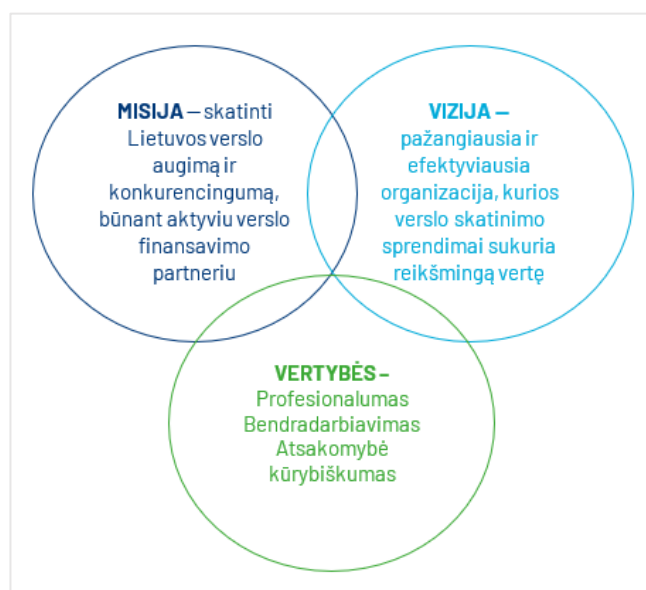 MISIJA – skatinti
Lietuvos verslo
augimą ir
konkurencingumą,
būnant aktyviu verslo
finansavimo
partneriu
VIZIJA –
pažangiausia ir
efektyviausia
organizacija, kurios
verslo skatinimo
sprendimai sukuria
reikšmingą vertę
VERTYBĖS –
Profesionalumas
Bendradarbiavimas
Atsakomybė
kūrybiškumas